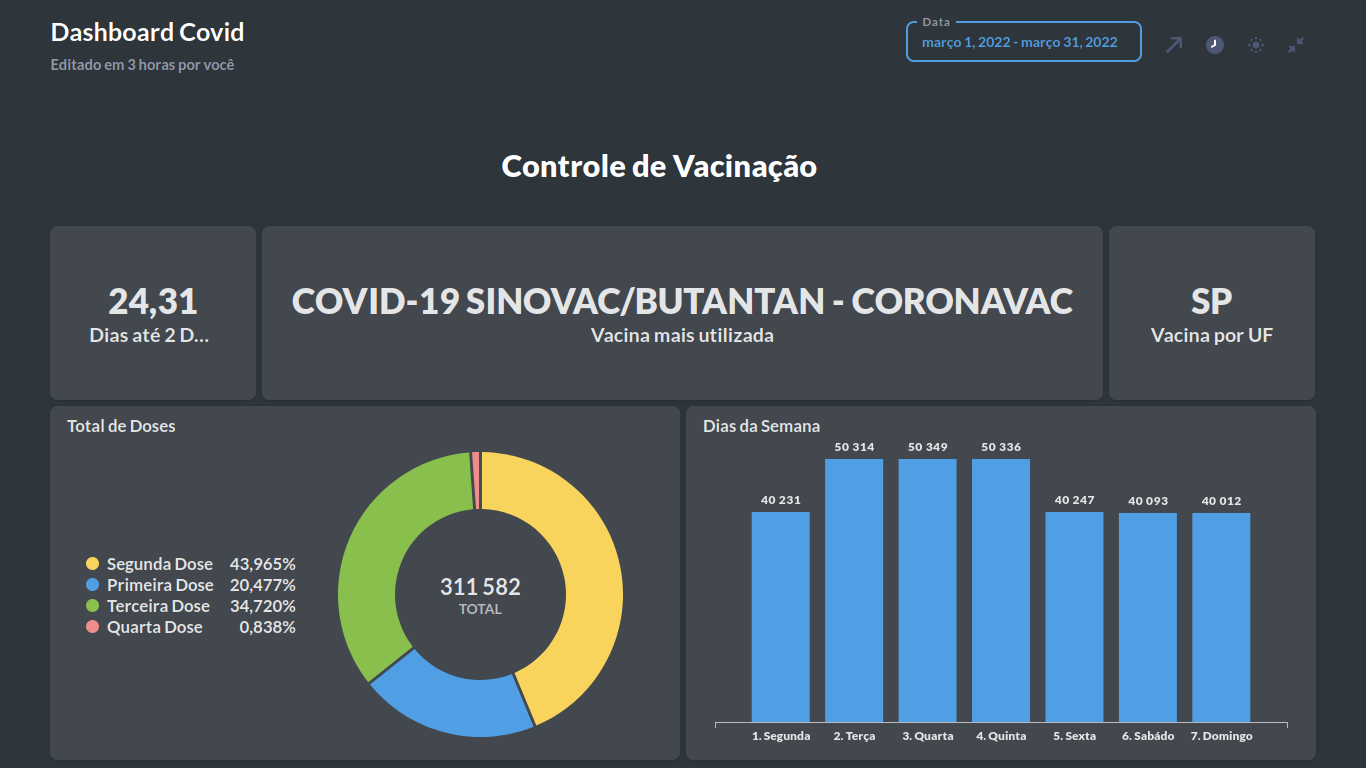 Dashboard Covid
Editado em 3 horas por você
Data
março 1, 2022 - março 31, 2022
Controle de Vacinação
24,31
Dias até 2 D...
COVID-19 SINOVAC/BUTANTAN - CORONAVAC
Vacina mais utilizada
SP
Vacina por UF
Total de Doses
Segunda Dose 43,965%
Primeira Dose 20,477%
Terceira Dose 34,720%
Quarta Dose 0,838%
311 582
TOTAL
Dias da Semana
50 314 50 349 50 336
40 231 40 247 40 093 40 012
1. Segunda 2. Terça 3. Quarta 4. Quinta 5. Sexta 6. Sabádo 7. Domingo